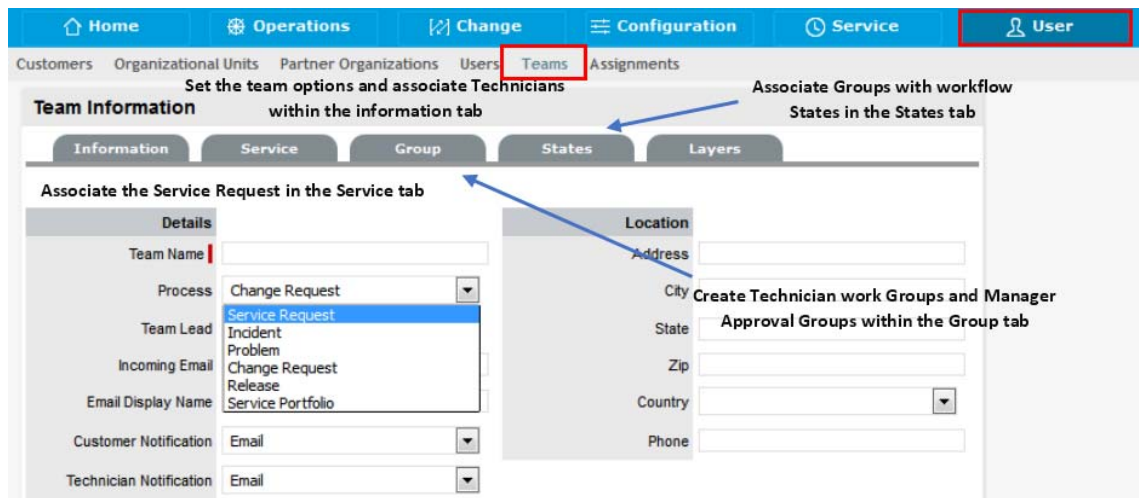 Home Operations Change Configuration Service User
Customers Organizational Units Partner Organizations Users Teams Assignments
Set the team options and associate Technicians
within the information tab
Associate Groups with workflow
States in the States tab
Team Information
Information Service Group States Layers
Associate the Service Request in the Service tab
Details Location
Team Name Address
Process Change Request City
Create Technician work Groups and Manager
Approval Groups within the Group tab
Service Request
Incident
Problem
Change Request
Release
Service Portfolio
Team Lead State
Incoming Email Zip
Email Display Name Country
Customer Notification Email Phone
Technician Notification Email